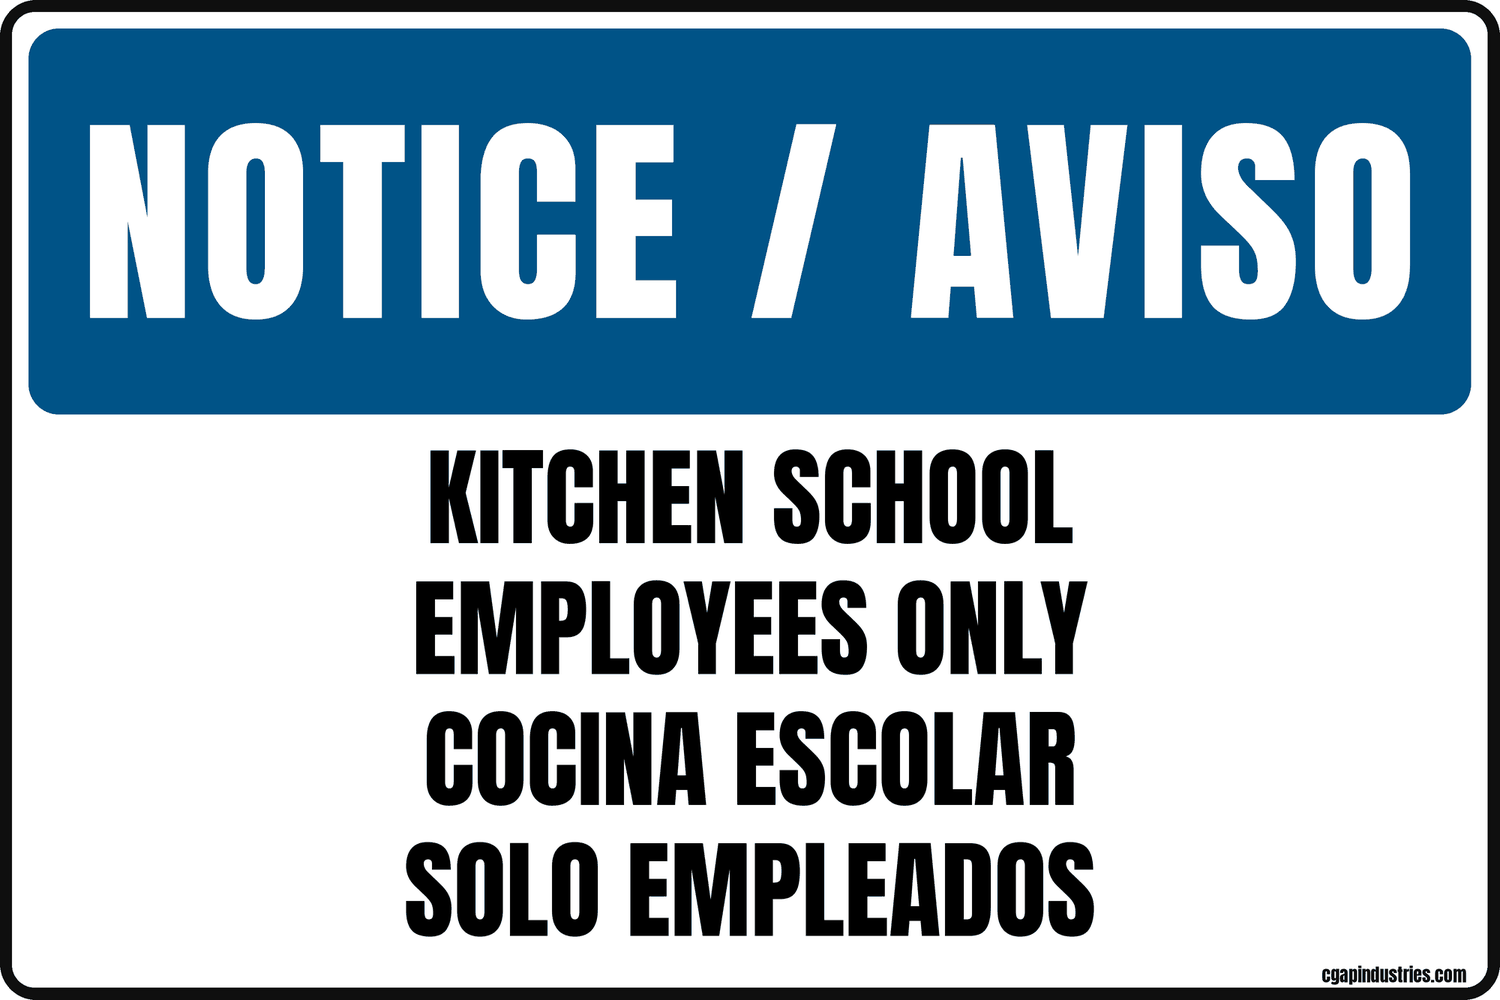 NOTICE / AVISO
KITCHEN SCHOOL
EMPLOYEES ONLY
COCINA ESCOLAR
SOLO EMPLEADOS
cgapindustries.com